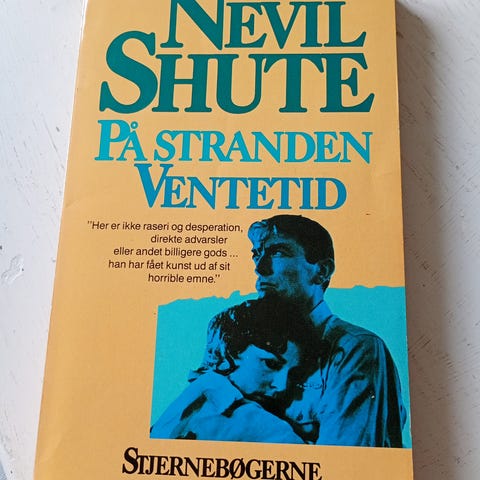 NEVIL
SHUTE
PÅ STRANDEN
VENTETID
"Her er ikke raseri og desperation,
direkte advarsler
eller andet billigere gods ...
han har fået kunst ud af sit
horrible emne."
STJERNEBØGERNE